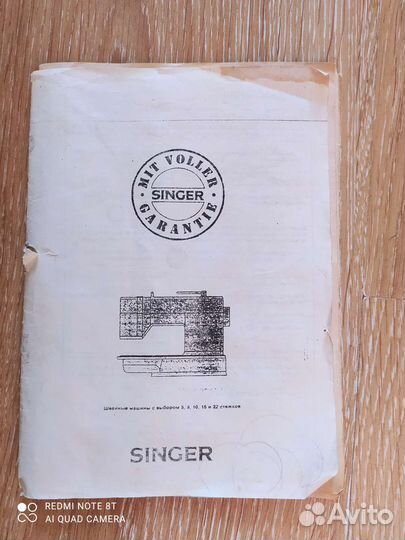 MIT VOLLER
SINGER
GARANTIE
Швейные машины с выбором 5, 8, 10, 16 и 22 стежков
SINGER
REDMI NOTE 8T
AI QUAD CAMERA
Avito